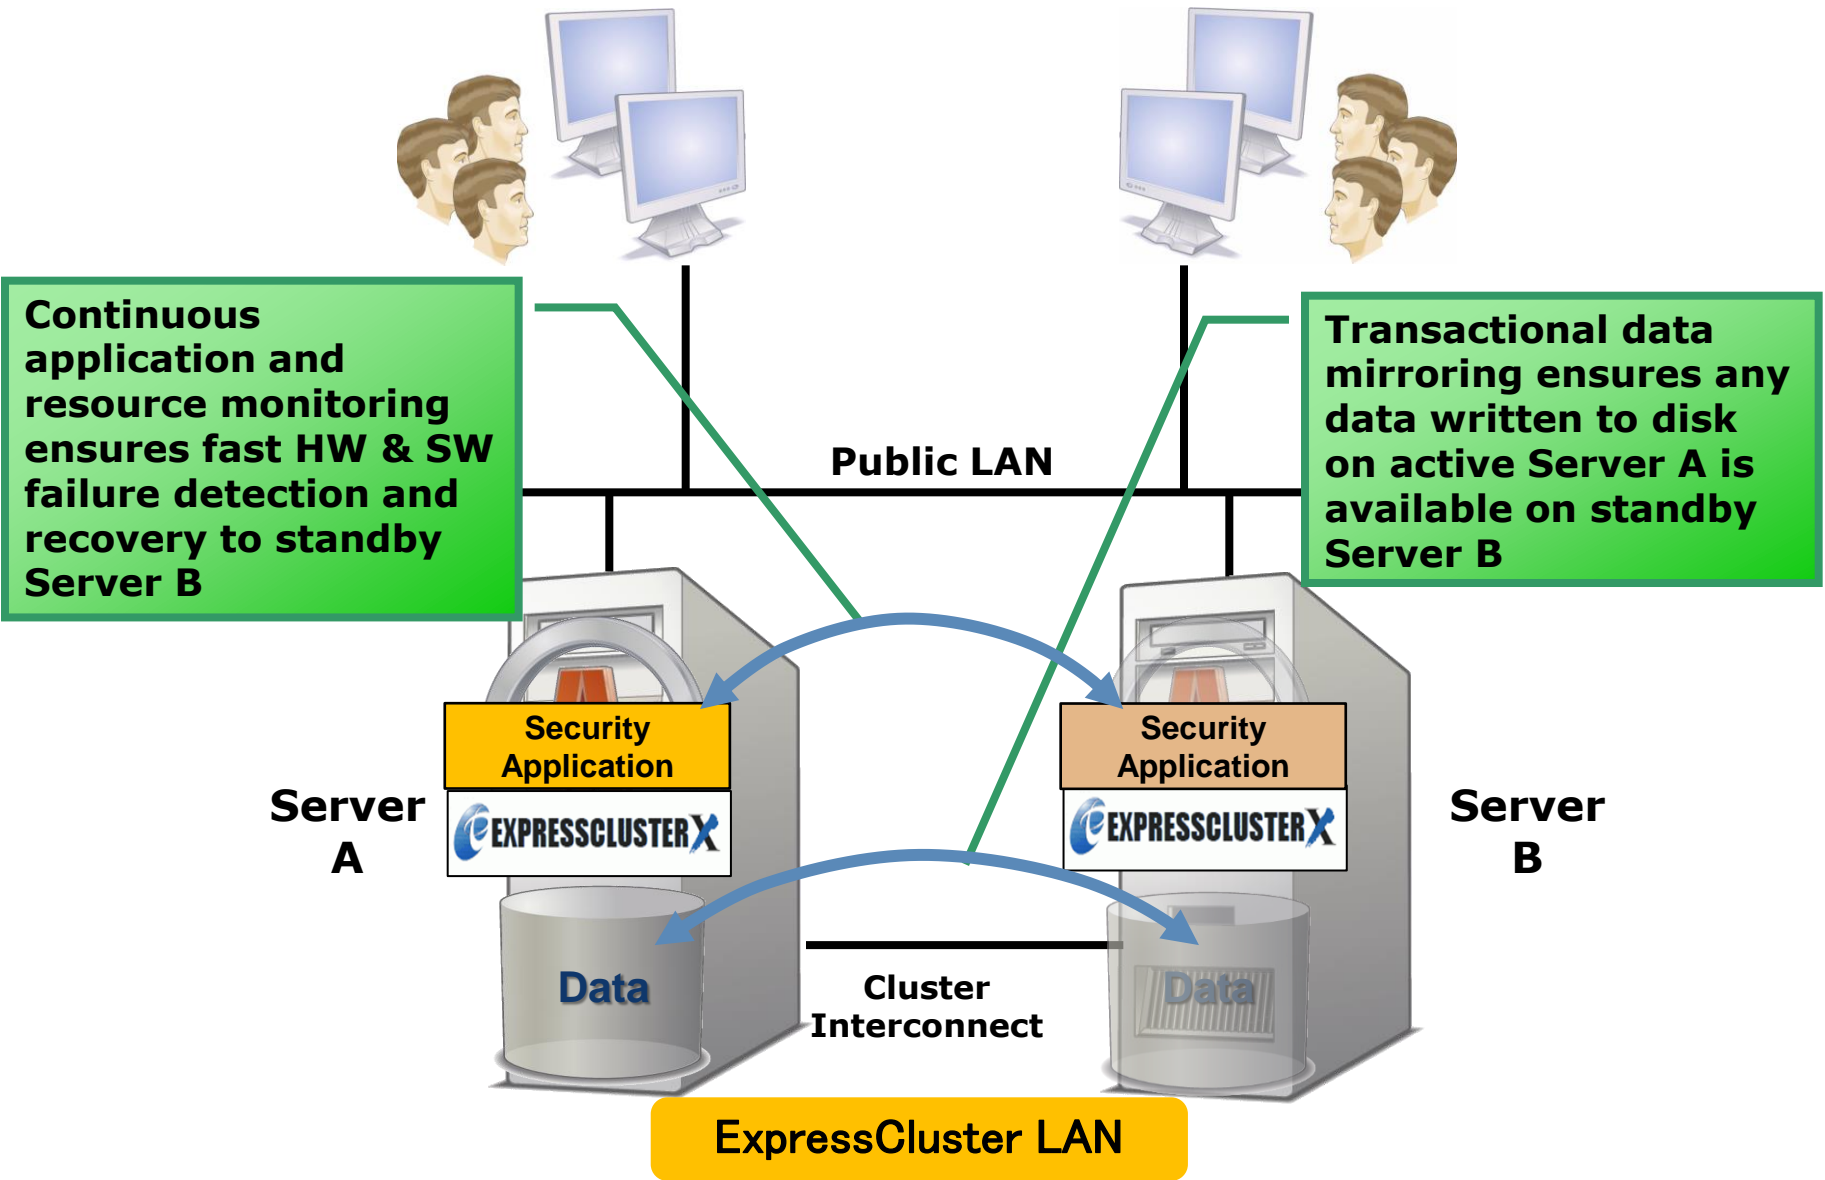 Continuous
application and
resource monitoring
ensures fast HW & SW
failure detection and
recovery to standby
Server B
Transactional data
mirroring ensures any
data written to disk
on active Server A is
available on standby
Server B
Public LAN
Security
Application
Security
Application
Server
A
EXPRESSCLUSTER X
EXPRESSCLUSTER X
Server
B
Data
Data
Cluster
Interconnect
ExpressCluster LAN